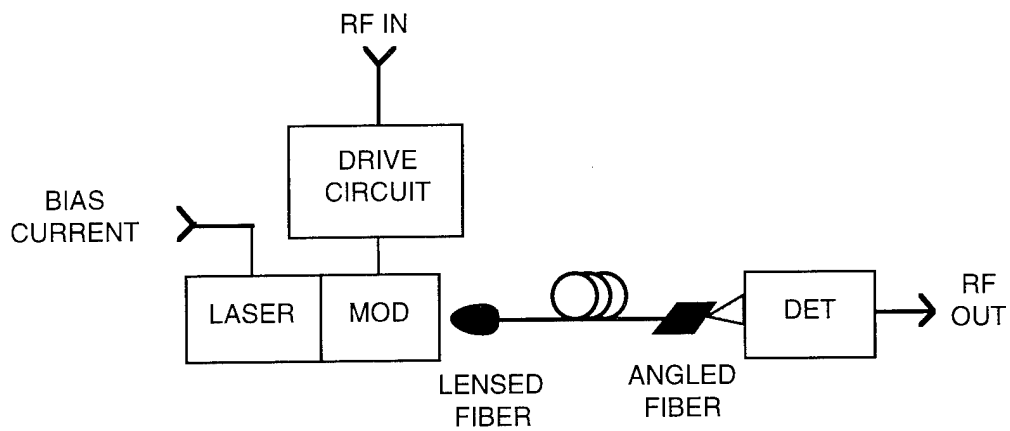 RF IN
DRIVE
CIRCUIT
BIAS
CURRENT
LASER
MOD
LENSED
FIBER
ANGLED
FIBER
DET
RF
OUT